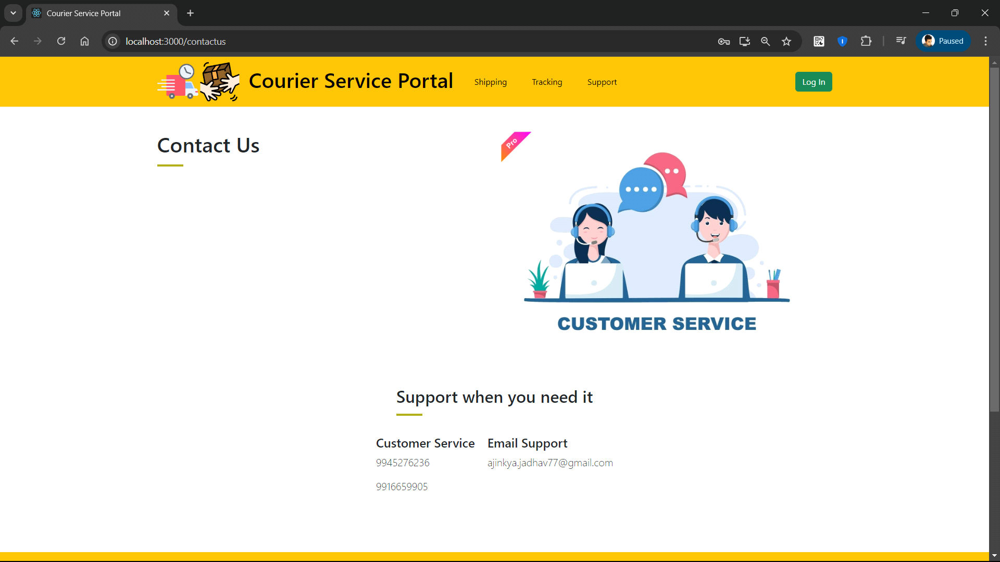 Courier Service Portal
localhost:3000/contactus
Paused
Courier Service Portal
Shipping
Tracking
Support
Log In
Contact Us
Pro
CUSTOMER SERVICE
Support when you need it
Customer Service
Email Support
9945276236
ajinkya.jadhav77@gmail.com
9916659905